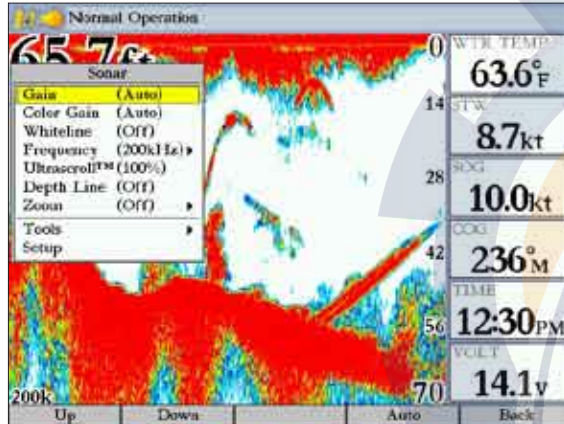 Normal Operation
65.7ft
Sonar
Gain (Auto)
Color Gain (Auto)
Whiteline (Off)
Frequency (200kHz)
Ultrascroll™ (100%)
Depth Line (Off)
Zoom (Off)
Tools
Setup
0
14
28
42
56
70
200k
WTR TEMP
63.6°F
STW
8.7kt
SOG
10.0kt
COG
236°M
TIME
12:30PM
VOLT
14.1v
Up Down Auto Back